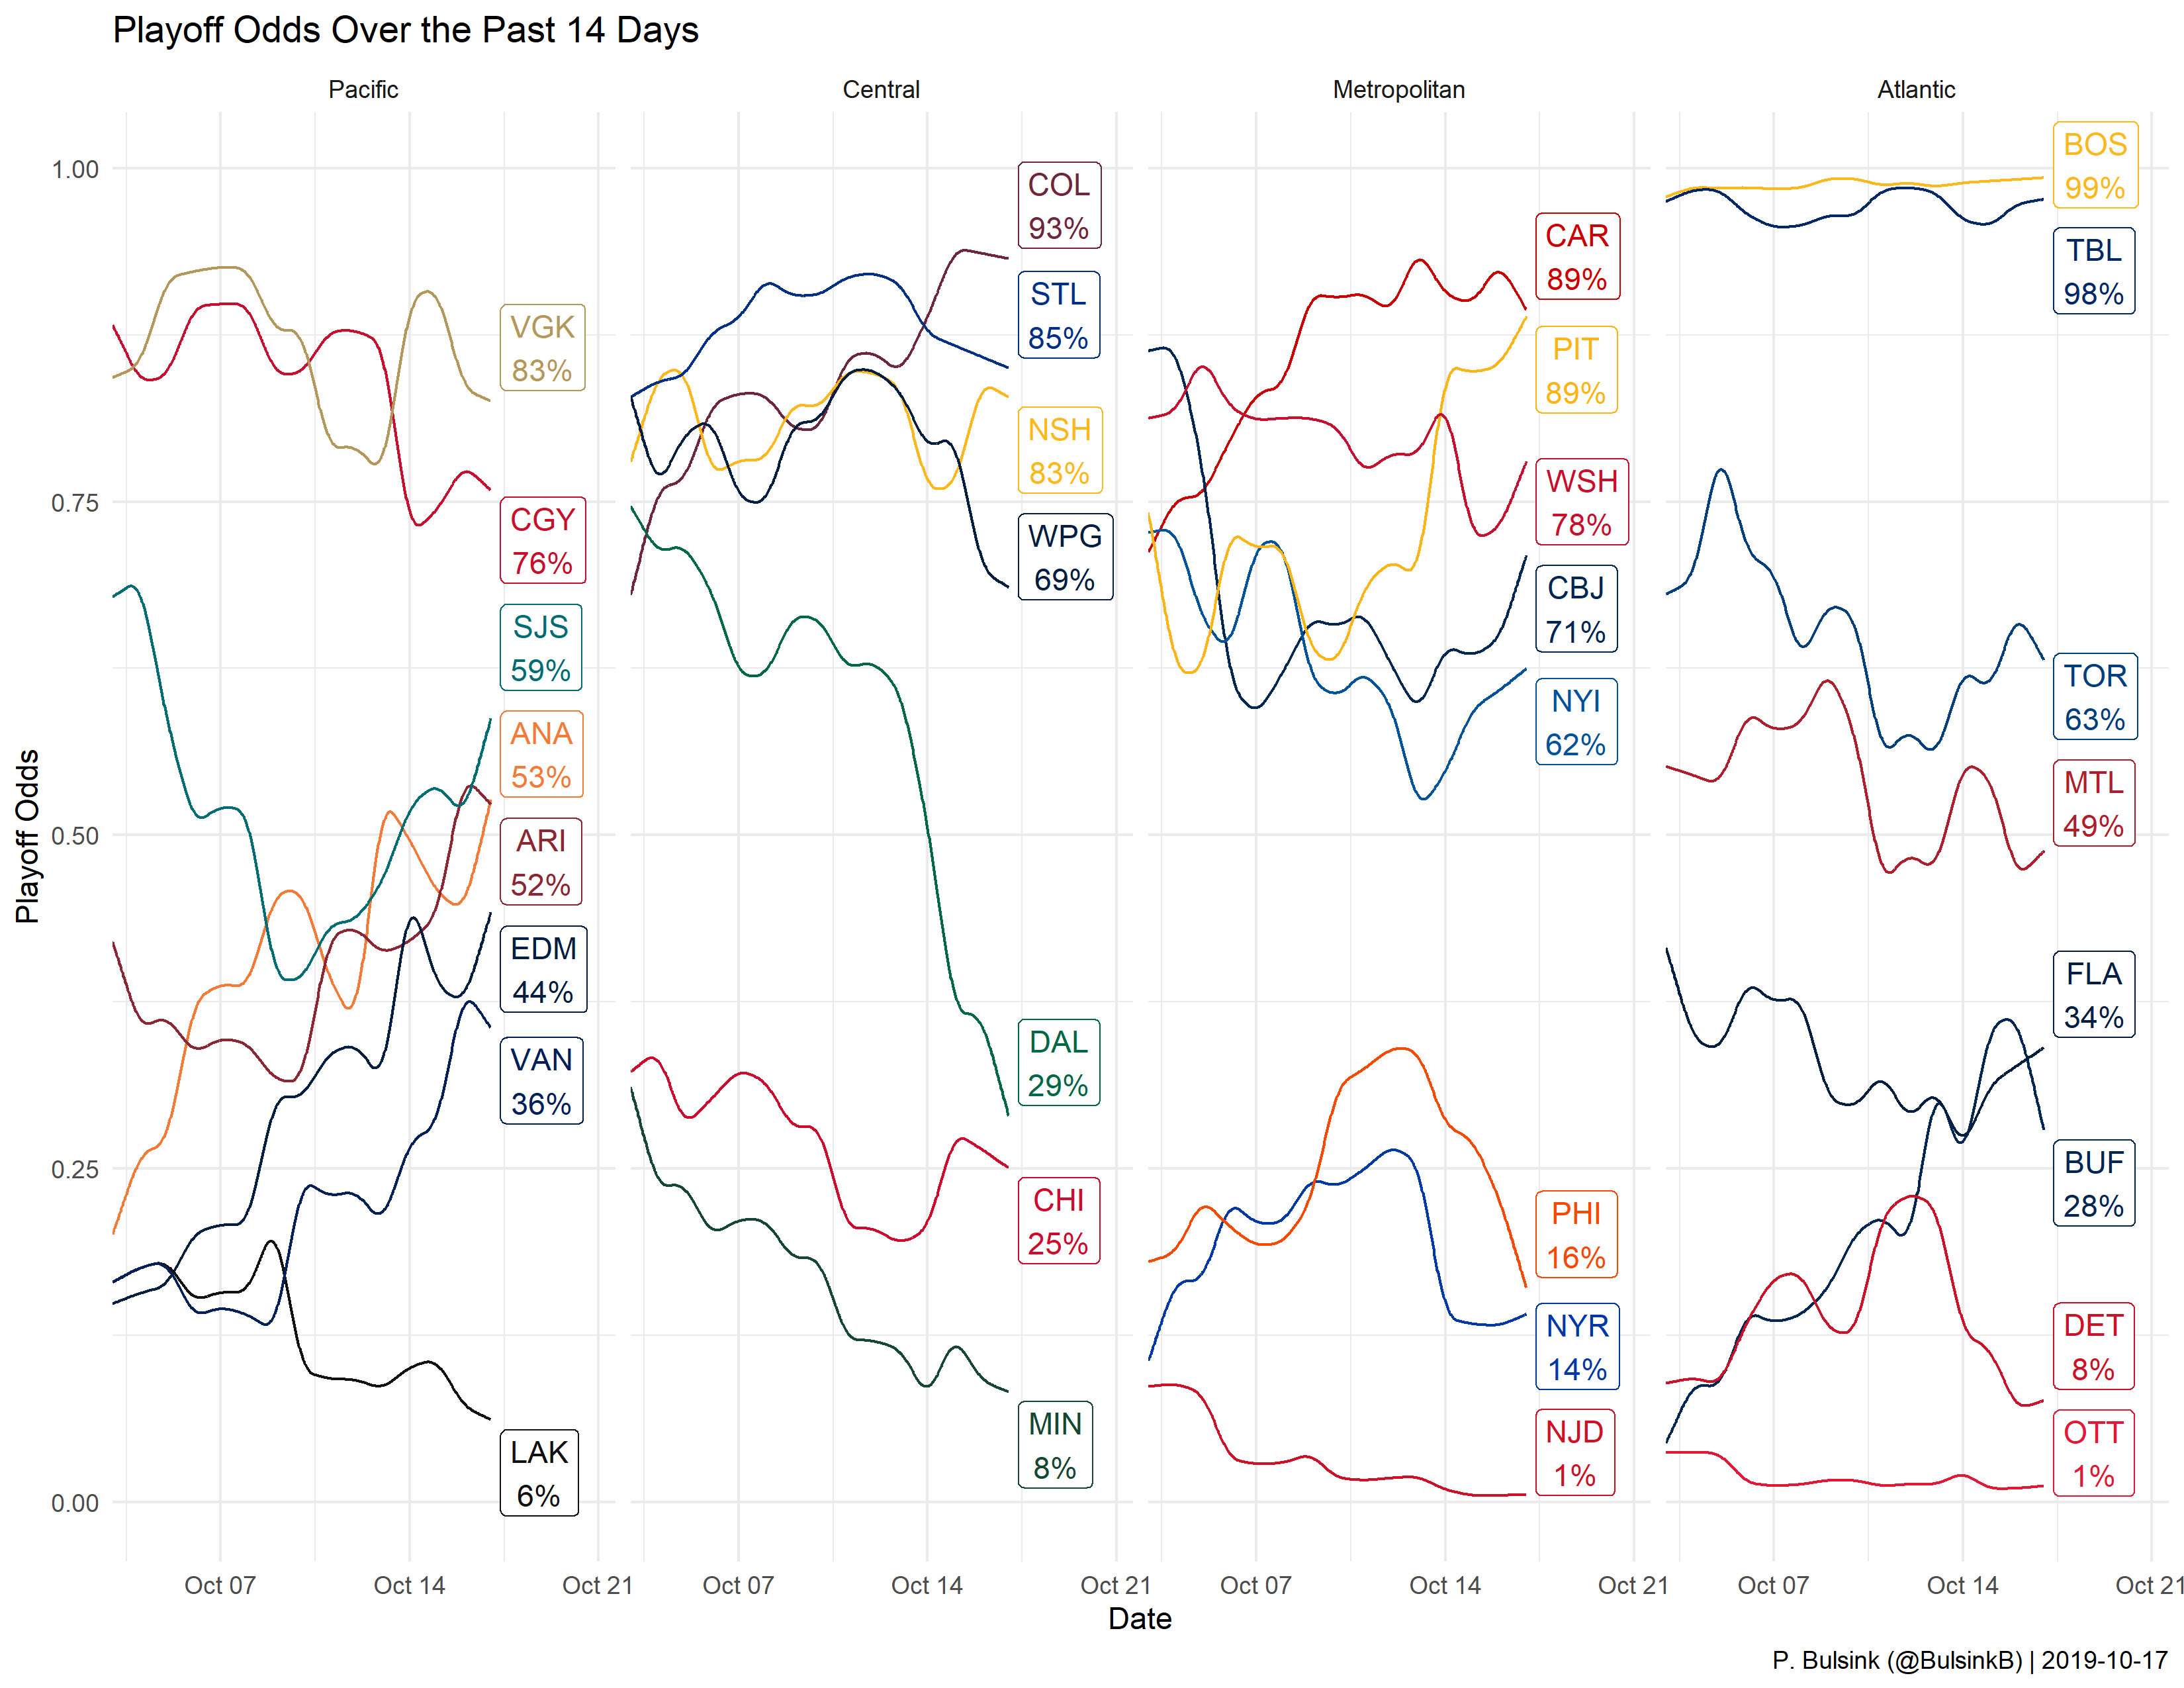 Playoff Odds Over the Past 14 Days
Pacific
Central
Metropolitan
Atlantic
Playoff Odds
1.00
0.75
0.50
0.25
0.00
VGK
83%
CGY
76%
SJS
59%
ANA
53%
ARI
52%
EDM
44%
VAN
36%
LAK
6%
COL
93%
STL
85%
NSH
83%
WPG
69%
DAL
29%
CHI
25%
MIN
8%
CAR
89%
PIT
89%
WSH
78%
CBJ
71%
NYI
62%
PHI
16%
NYR
14%
NJD
1%
BOS
99%
TBL
98%
TOR
63%
MTL
49%
FLA
34%
BUF
28%
DET
8%
OTT
1%
Oct 07
Oct 14
Oct 21
Oct 07
Oct 14
Oct 21
Oct 07
Oct 14
Oct 21
Oct 07
Oct 14
Oct 21
Date
P. Bulsink (@BulsinkB) | 2019-10-17